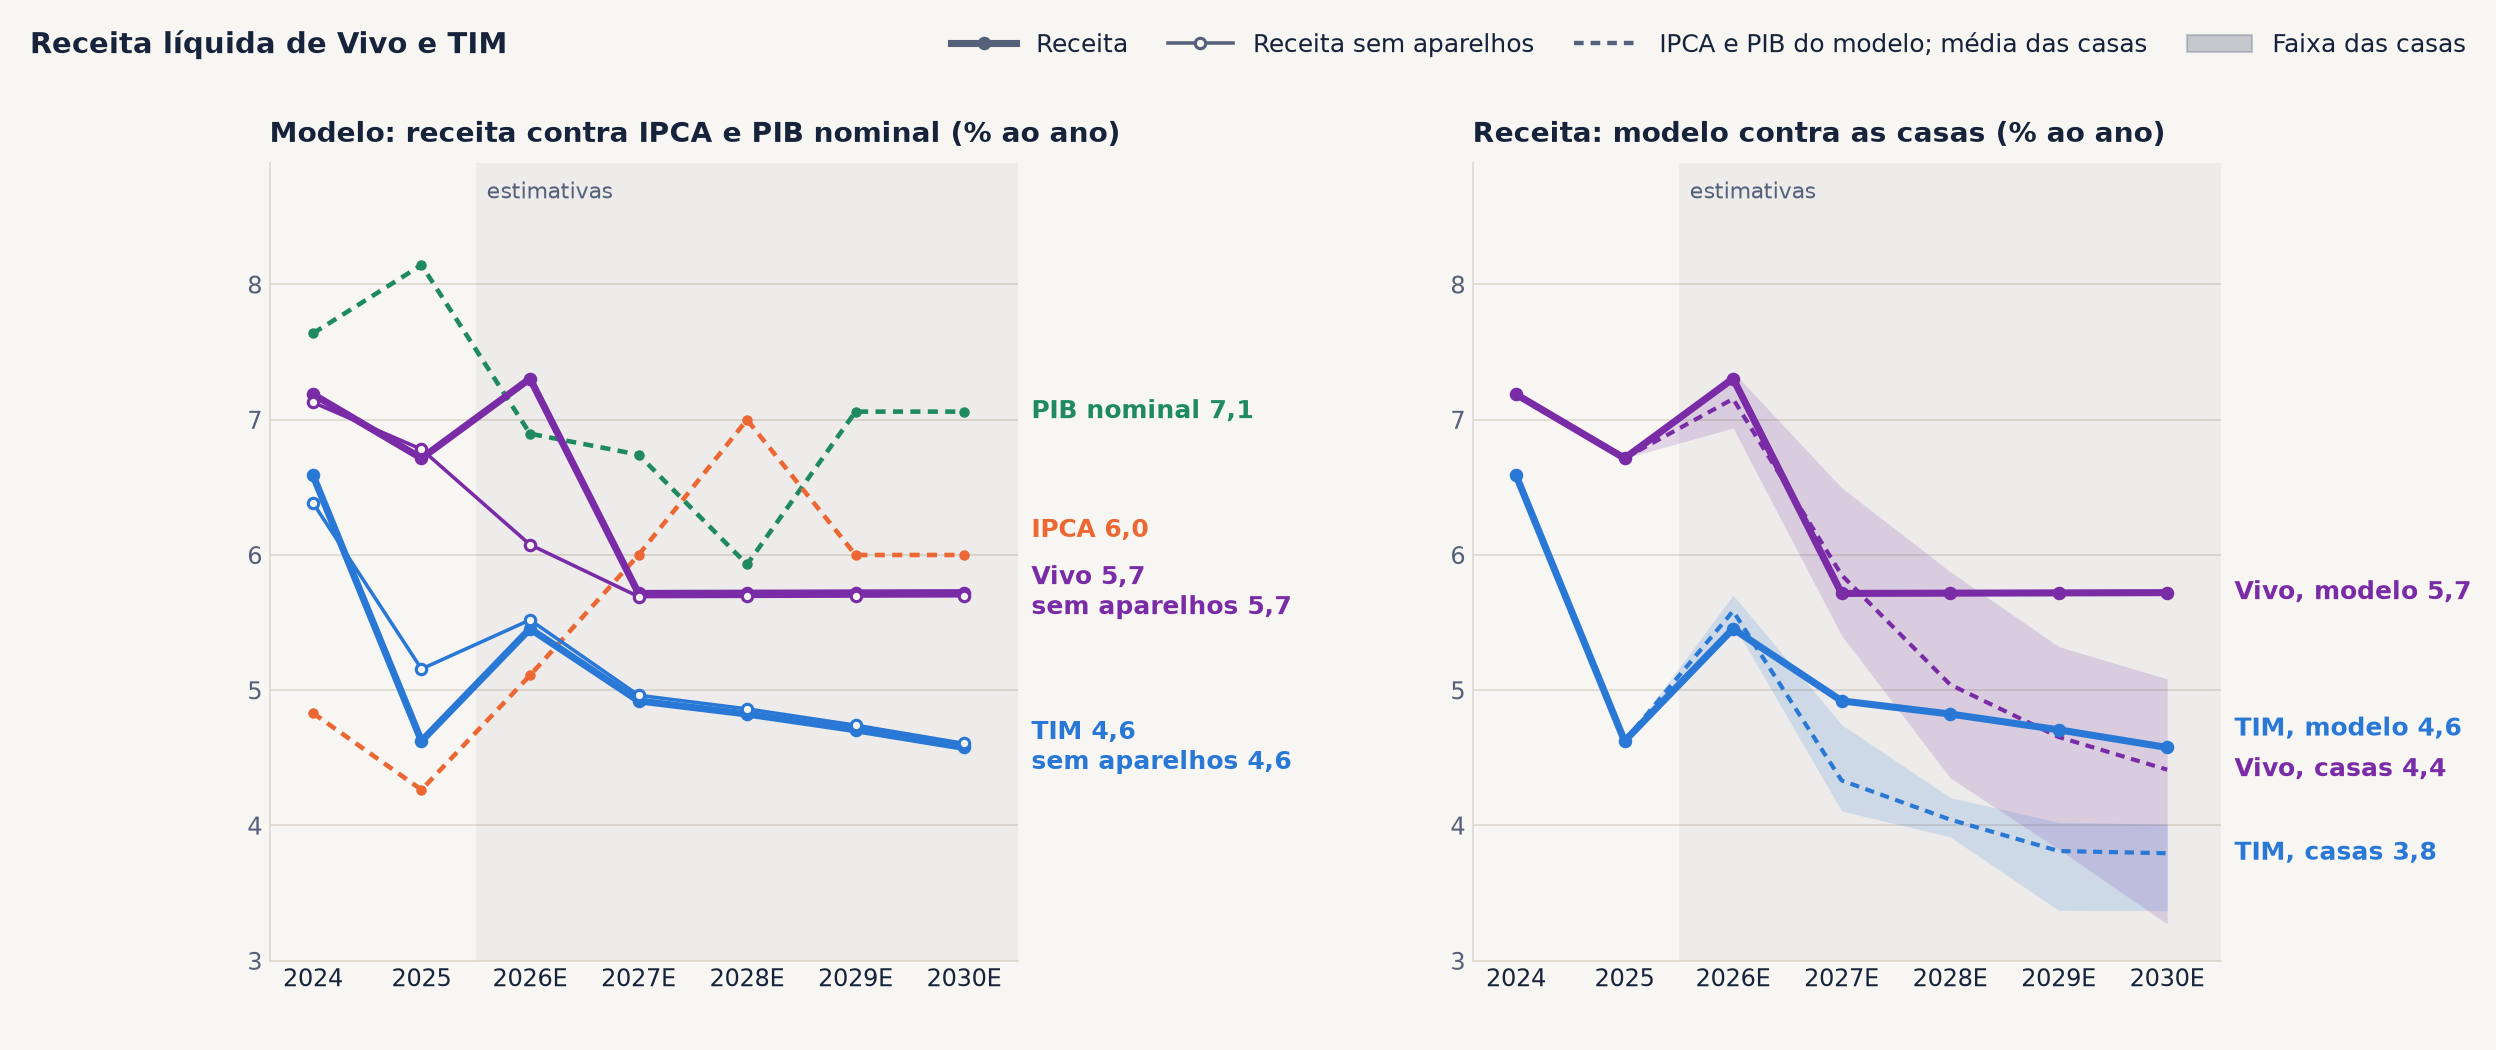 Receita líquida de Vivo e TIM
Receita
Receita sem aparelhos
IPCA e PIB do modelo; média das casas
Faixa das casas
Modelo: receita contra IPCA e PIB nominal (% ao ano)
estimativas
8
7
6
5
4
3
2024
2025
2026E
2027E
2028E
2029E
2030E
PIB nominal 7,1
IPCA 6,0
Vivo 5,7
sem aparelhos 5,7
TIM 4,6
sem aparelhos 4,6
Receita: modelo contra as casas (% ao ano)
estimativas
8
7
6
5
4
3
2024
2025
2026E
2027E
2028E
2029E
2030E
Vivo, modelo 5,7
TIM, modelo 4,6
Vivo, casas 4,4
TIM, casas 3,8